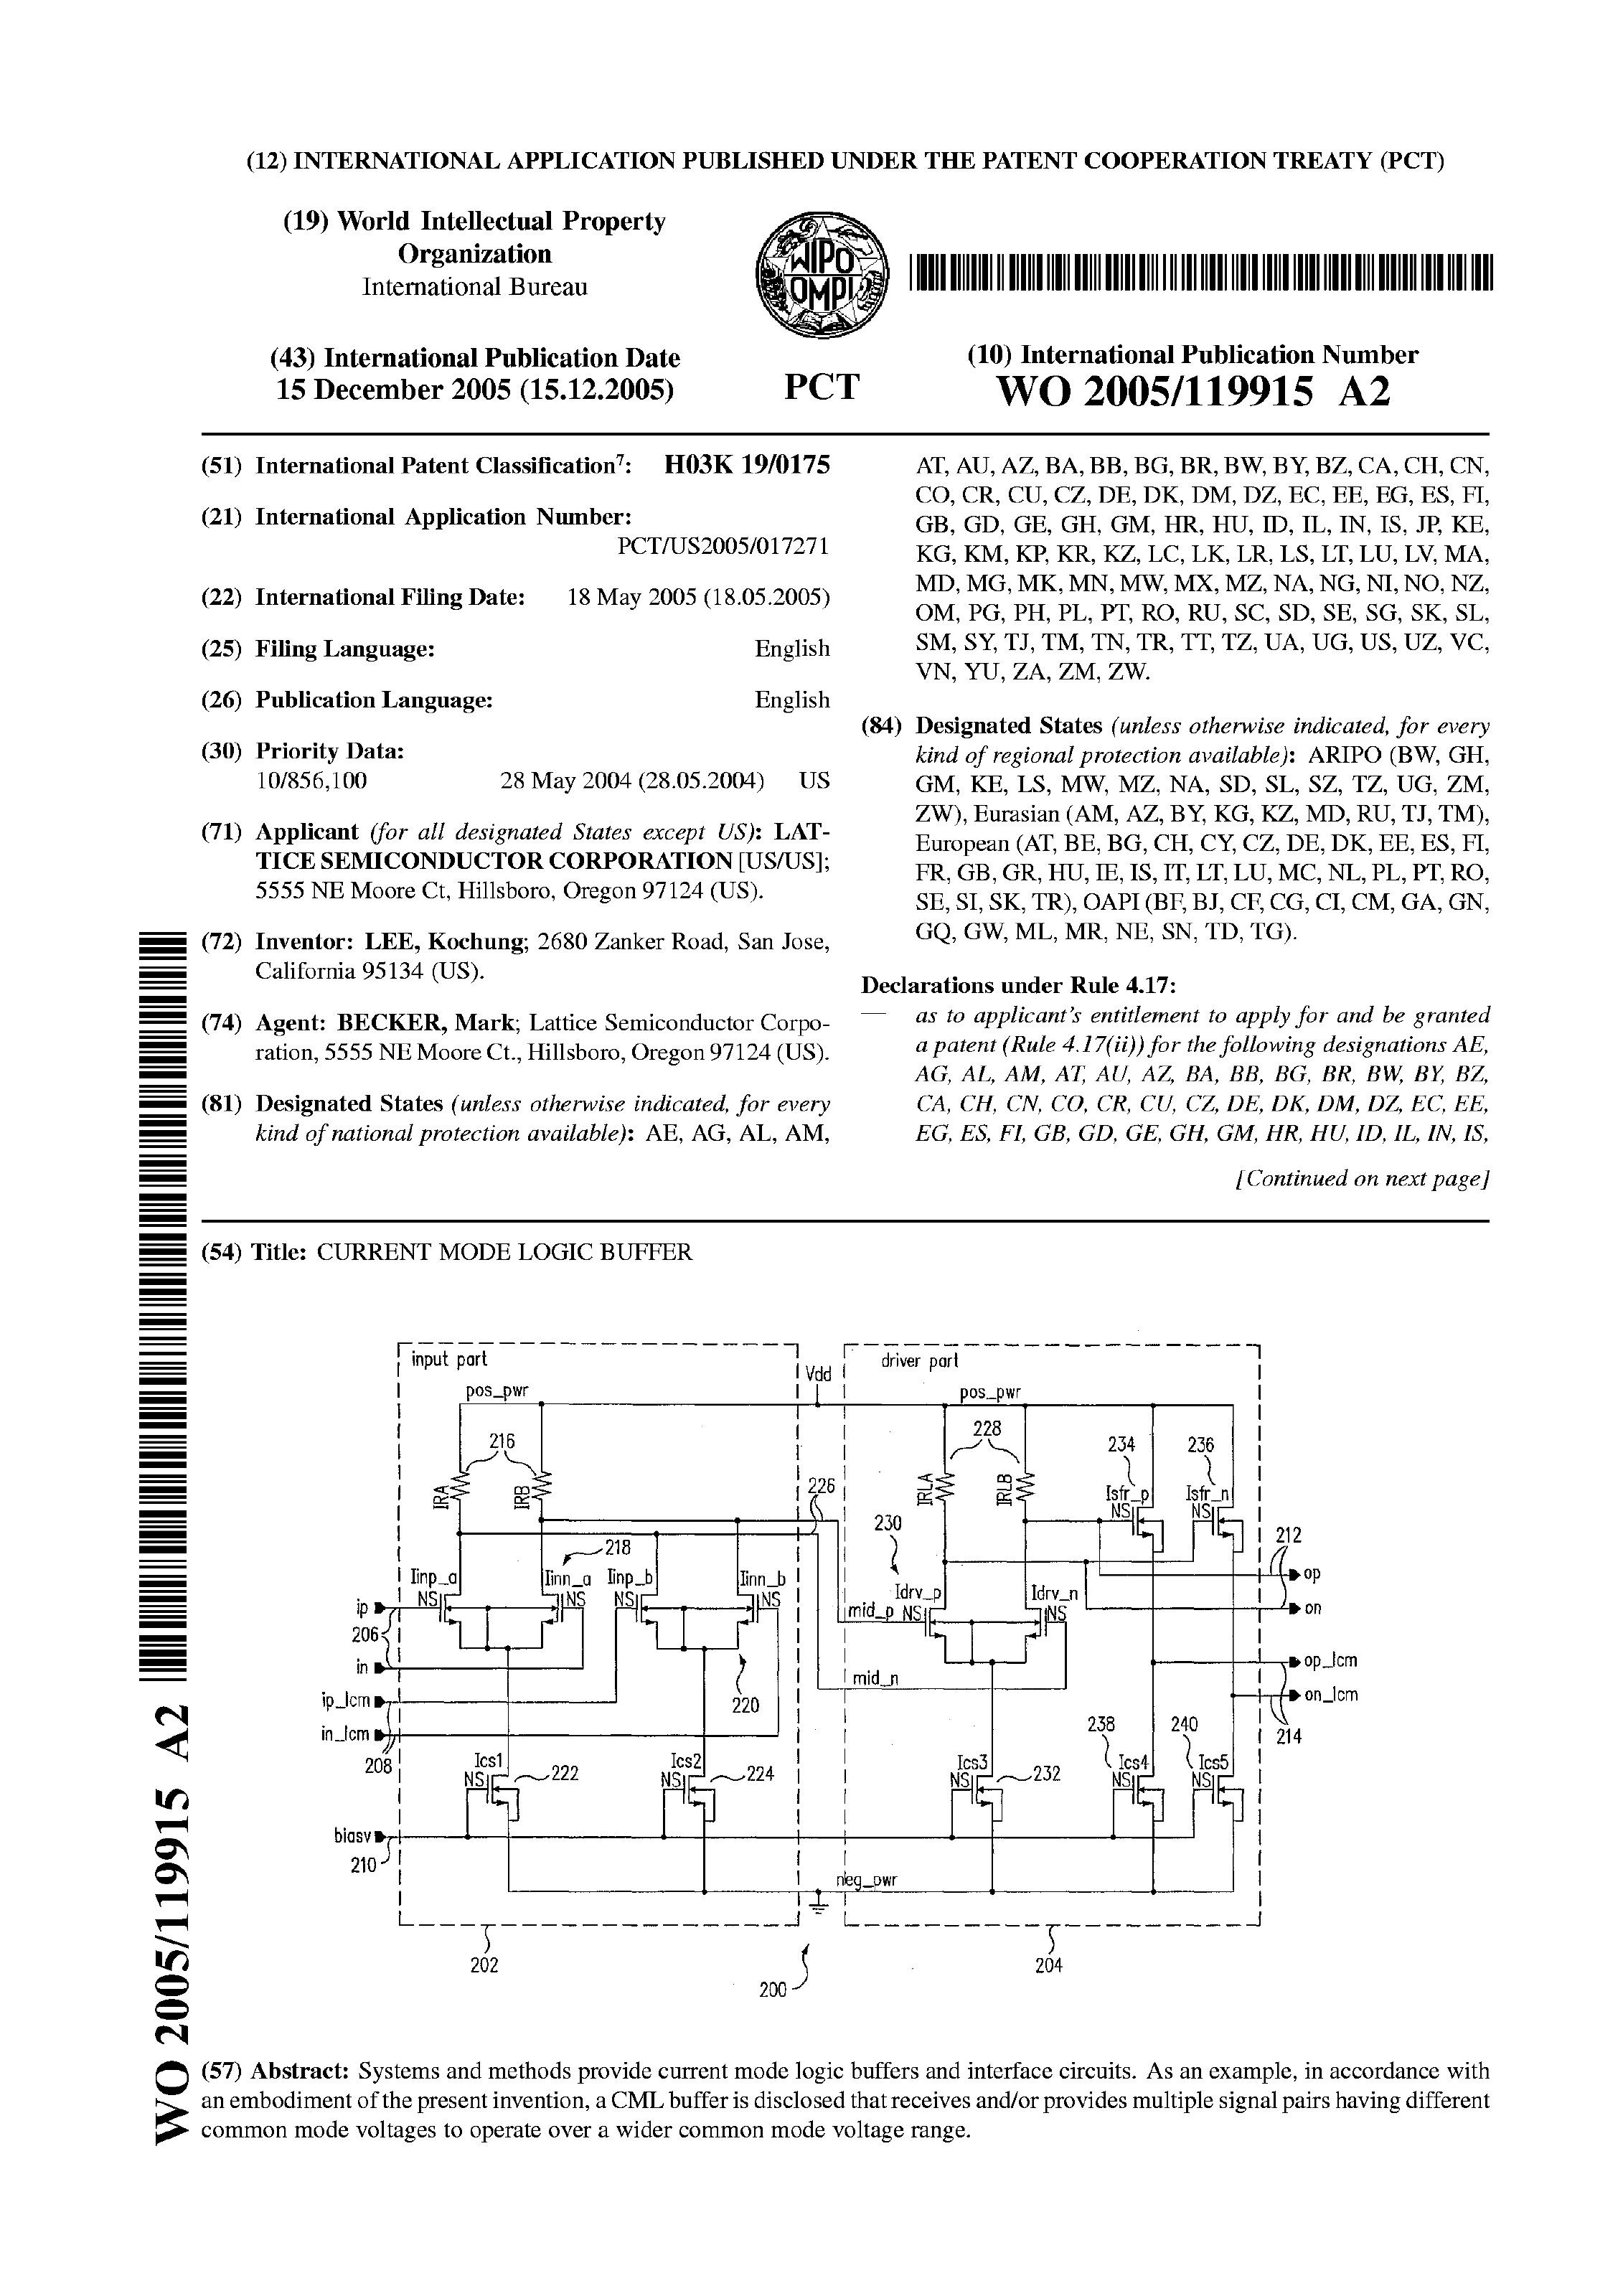 (12) INTERNATIONAL APPLICATION PUBLISHED UNDER THE PATENT COOPERATION TREATY (PCT)
(19) World Intellectual Property
Organization
International Bureau
WIPO
OMPI
(43) International Publication Date
15 December 2005 (15.12.2005)
PCT
(10) International Publication Number
WO 2005/119915 A2
(51) International Patent Classification7: H03K 19/0175
(21) International Application Number:
PCT/US2005/017271
(22) International Filing Date: 18 May 2005 (18.05.2005)
(25) Filing Language: English
(26) Publication Language: English
(30) Priority Data:
10/856,100 28 May 2004 (28.05.2004) US
(71) Applicant (for all designated States except US): LAT-
TICE SEMICONDUCTOR CORPORATION [US/US];
5555 NE Moore Ct, Hillsboro, Oregon 97124 (US).
(72) Inventor: LEE, Kochung; 2680 Zanker Road, San Jose,
California 95134 (US).
(74) Agent: BECKER, Mark; Lattice Semiconductor Corpo-
ration, 5555 NE Moore Ct., Hillsboro, Oregon 97124 (US).
(81) Designated States (unless otherwise indicated, for every
kind of national protection available): AE, AG, AL, AM,
AT, AU, AZ, BA, BB, BG, BR, BW, BY, BZ, CA, CH, CN,
CO, CR, CU, CZ, DE, DK, DM, DZ, EC, EE, EG, ES, FI,
GB, GD, GE, GH, GM, HR, HU, ID, IL, IN, IS, JP, KE,
KG, KM, KP, KR, KZ, LC, LK, LR, LS, LT, LU, LV, MA,
MD, MG, MK, MN, MW, MX, MZ, NA, NG, NI, NO, NZ,
OM, PG, PH, PL, PT, RO, RU, SC, SD, SE, SG, SK, SL,
SM, SY, TJ, TM, TN, TR, TT, TZ, UA, UG, US, UZ, VC,
VN, YU, ZA, ZM, ZW.
(84) Designated States (unless otherwise indicated, for every
kind of regional protection available): ARIPO (BW, GH,
GM, KE, LS, MW, MZ, NA, SD, SL, SZ, TZ, UG, ZM,
ZW), Eurasian (AM, AZ, BY, KG, KZ, MD, RU, TJ, TM),
European (AT, BE, BG, CH, CY, CZ, DE, DK, EE, ES, FI,
FR, GB, GR, HU, IE, IS, IT, LT, LU, MC, NL, PL, PT, RO,
SE, SI, SK, TR), OAPI (BF, BJ, CF, CG, CI, CM, GA, GN,
GQ, GW, ML, MR, NE, SN, TD, TG).
Declarations under Rule 4.17:
— as to applicant's entitlement to apply for and be granted
a patent (Rule 4.17(ii)) for the following designations AE,
AG, AL, AM, AT, AU, AZ, BA, BB, BG, BR, BW, BY, BZ,
CA, CH, CN, CO, CR, CU, CZ, DE, DK, DM, DZ, EC, EE,
EG, ES, FI, GB, GD, GE, GH, GM, HR, HU, ID, IL, IN, IS,
[Continued on next page]
(54) Title: CURRENT MODE LOGIC BUFFER
input part
driver part
Vdd
pos_pwr
pos_pwr
216
228
234
236
IRA
IRB
226
IRLA
IRLB
Isfr_p
NS
Isfr_n
NS
230
212
218
Iinp_a
NS
Iinn_a
NS
Iinp_b
NS
Iinn_b
NS
Idrv_p
NS
Idrv_n
NS
op
on
ip
206
in
mid_p
mid_n
op_lcm
on_lcm
ip_lcm
in_lcm
220
208
238
240
214
Ics1
NS
222
Ics2
NS
224
Ics3
NS
232
Ics4
NS
Ics5
NS
biasv
210
neg_pwr
202
200
204
WO 2005/119915 A2
(57) Abstract: Systems and methods provide current mode logic buffers and interface circuits. As an example, in accordance with
an embodiment of the present invention, a CML buffer is disclosed that receives and/or provides multiple signal pairs having different
common mode voltages to operate over a wider common mode voltage range.